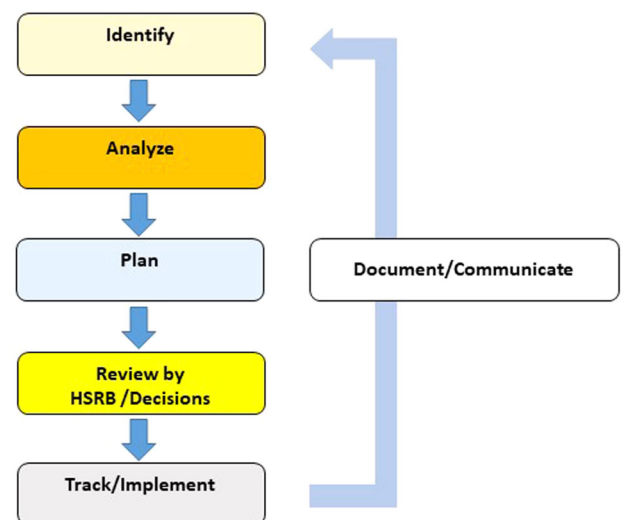 Identify
Analyze
Plan
Document/Communicate
Review by
HSRB /Decisions
Track/Implement